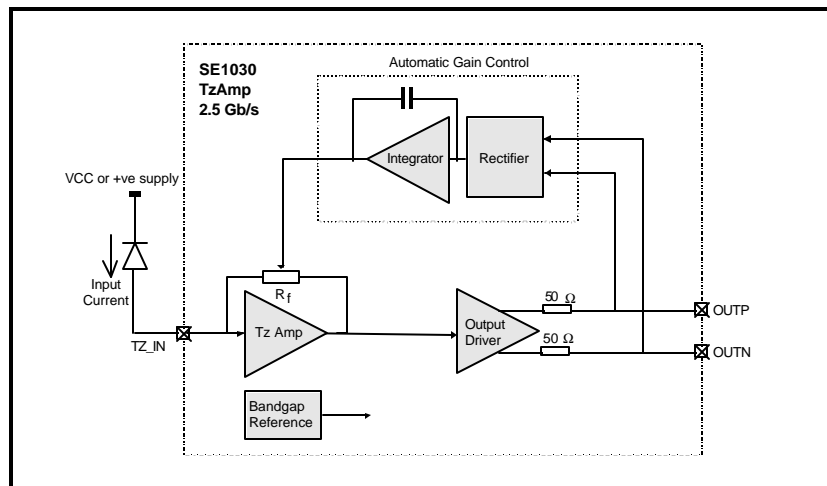 SE1030
TzAmp
2.5 Gb/s
Automatic Gain Control
Integrator
Rectifier
VCC or +ve supply
Input
Current
TZ_IN
Rf
Tz Amp
Output
Driver
50 Ω
50 Ω
OUTP
OUTN
Bandgap
Reference